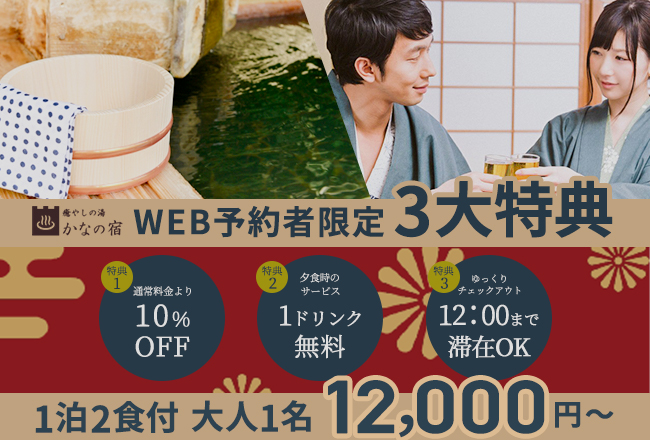 癒やしの湯
かなの宿
WEB予約者限定 3大特典
特典
1
通常料金より
10%
OFF
特典
2
夕食時の
サービス
1ドリンク
無料
特典
3
ゆっくり
チェックアウト
12:00まで
滞在OK
1泊2食付 大人1名 12,000円〜